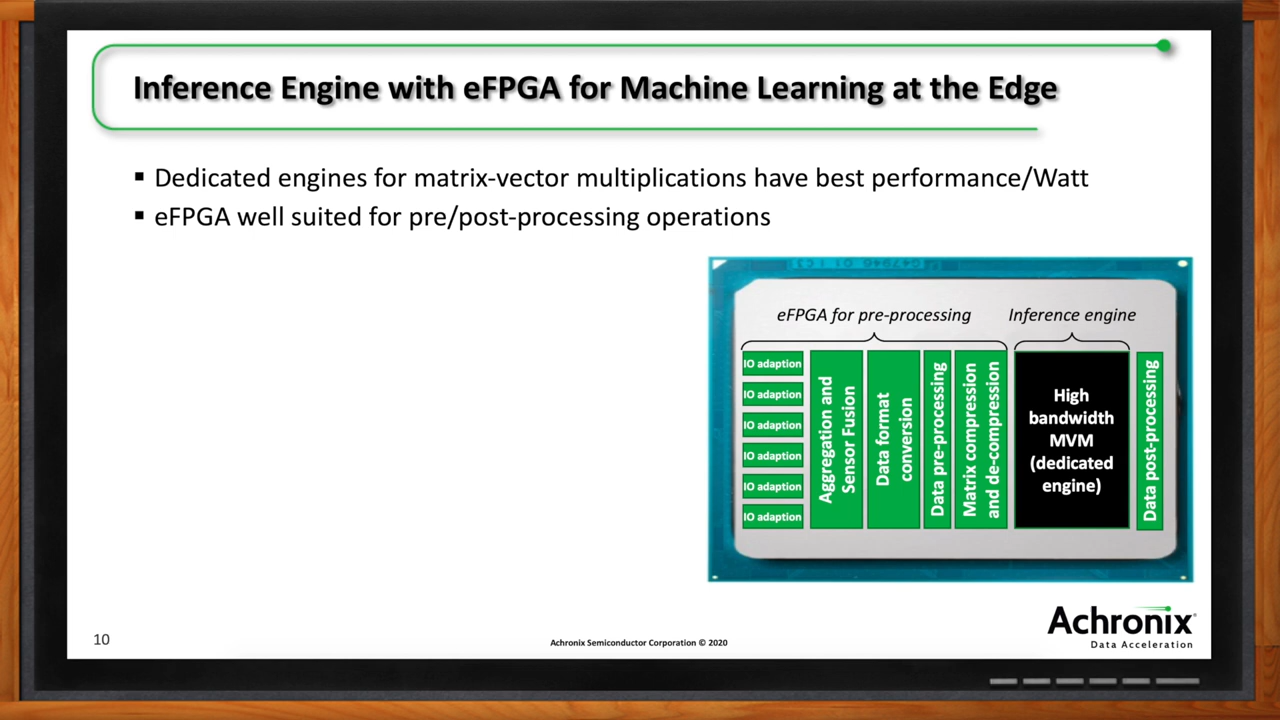 Inference Engine with eFPGA for Machine Learning at the Edge
▪ Dedicated engines for matrix-vector multiplications have best performance/Watt
▪ eFPGA well suited for pre/post-processing operations
eFPGA for pre-processing
Inference engine
IO adaption
IO adaption
IO adaption
IO adaption
IO adaption
IO adaption
Aggregation and
Sensor Fusion
Data format
conversion
Data pre-processing
Matrix compression
and de-compression
High
bandwidth
MVM
(dedicated
engine)
Data post-processing
10
Achronix Semiconductor Corporation © 2020
Achronix®
Data Acceleration